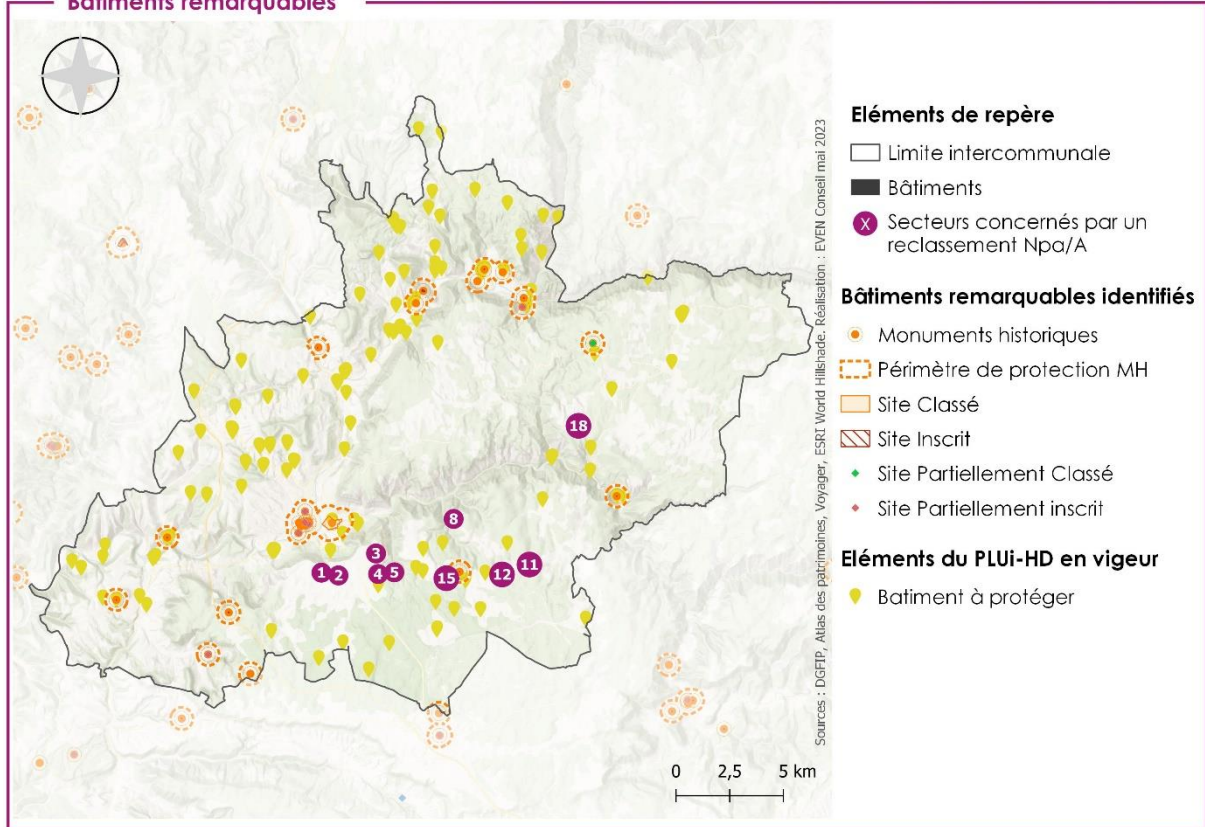 Bâtiments remarquables
Eléments de repère
Limite intercommunale
Bâtiments
X Secteurs concernés par un
reclassement Npa/A
Bâtiments remarquables identifiés
Monuments historiques
Périmètre de protection MH
Site Classé
Site Inscrit
Site Partiellement Classé
Site Partiellement inscrit
Eléments du PLUi-HD en vigeur
Batiment à protéger
18
8
3
1
2
4
5
15
12
11
0 2,5 5 km
Sources : DGFIP, Atlas des patrimoines, Voyager, ESRI World Hillshade. Réalisation : EVEN Conseil mai 2023